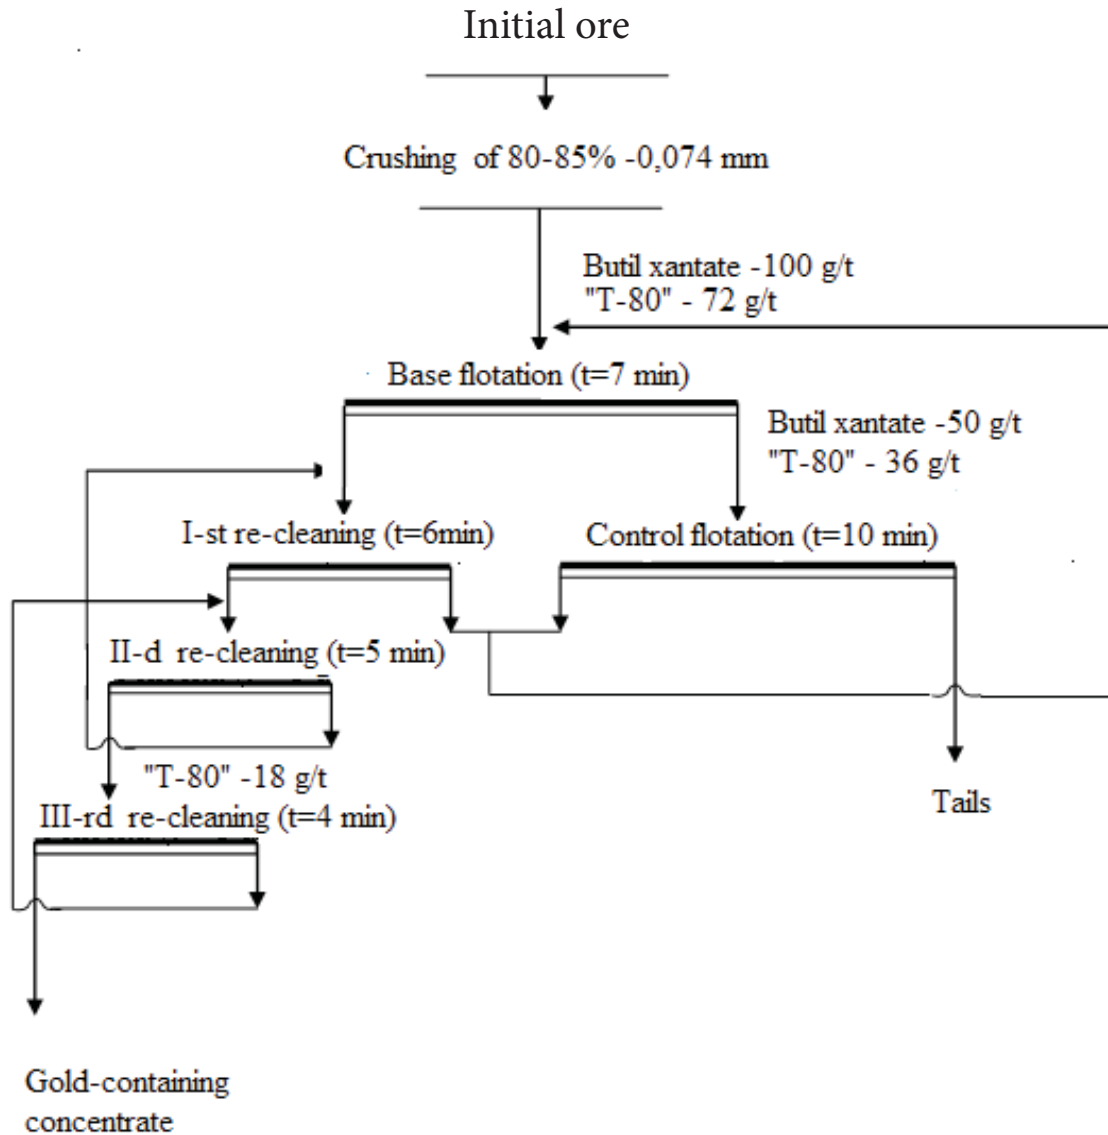 Initial ore
Crushing of 80-85% -0,074 mm
Butil xantate -100 g/t
"T-80" - 72 g/t
Base flotation (t=7 min)
Butil xantate -50 g/t
"T-80" - 36 g/t
I-st re-cleaning (t=6min)
Control flotation (t=10 min)
II-d re-cleaning (t=5 min)
"T-80" -18 g/t
Tails
III-rd re-cleaning (t=4 min)
Gold-containing
concentrate